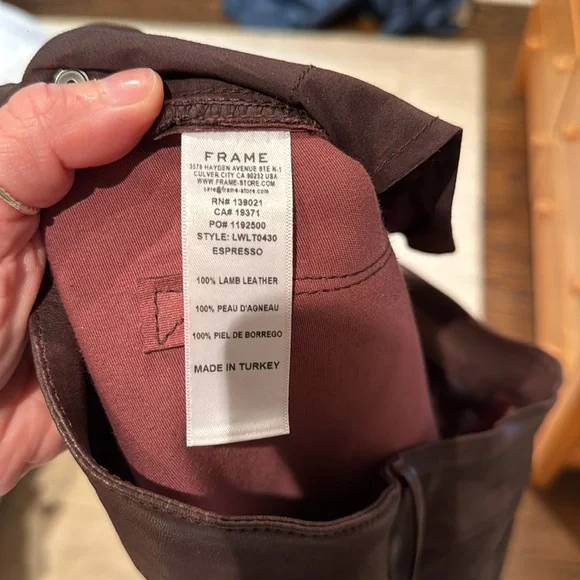 FRAME
3578 HAYDEN AVENUE STE N-1
CULVER CITY CA 90232 USA
WWW.FRAME-STORE.COM
care@frame-store.com
RN# 139021
CA# 19371
PO# 1192500
STYLE: LWLT0430
ESPRESSO
100% LAMB LEATHER
100% PEAU D'AGNEAU
100% PIEL DE BORREGO
MADE IN TURKEY